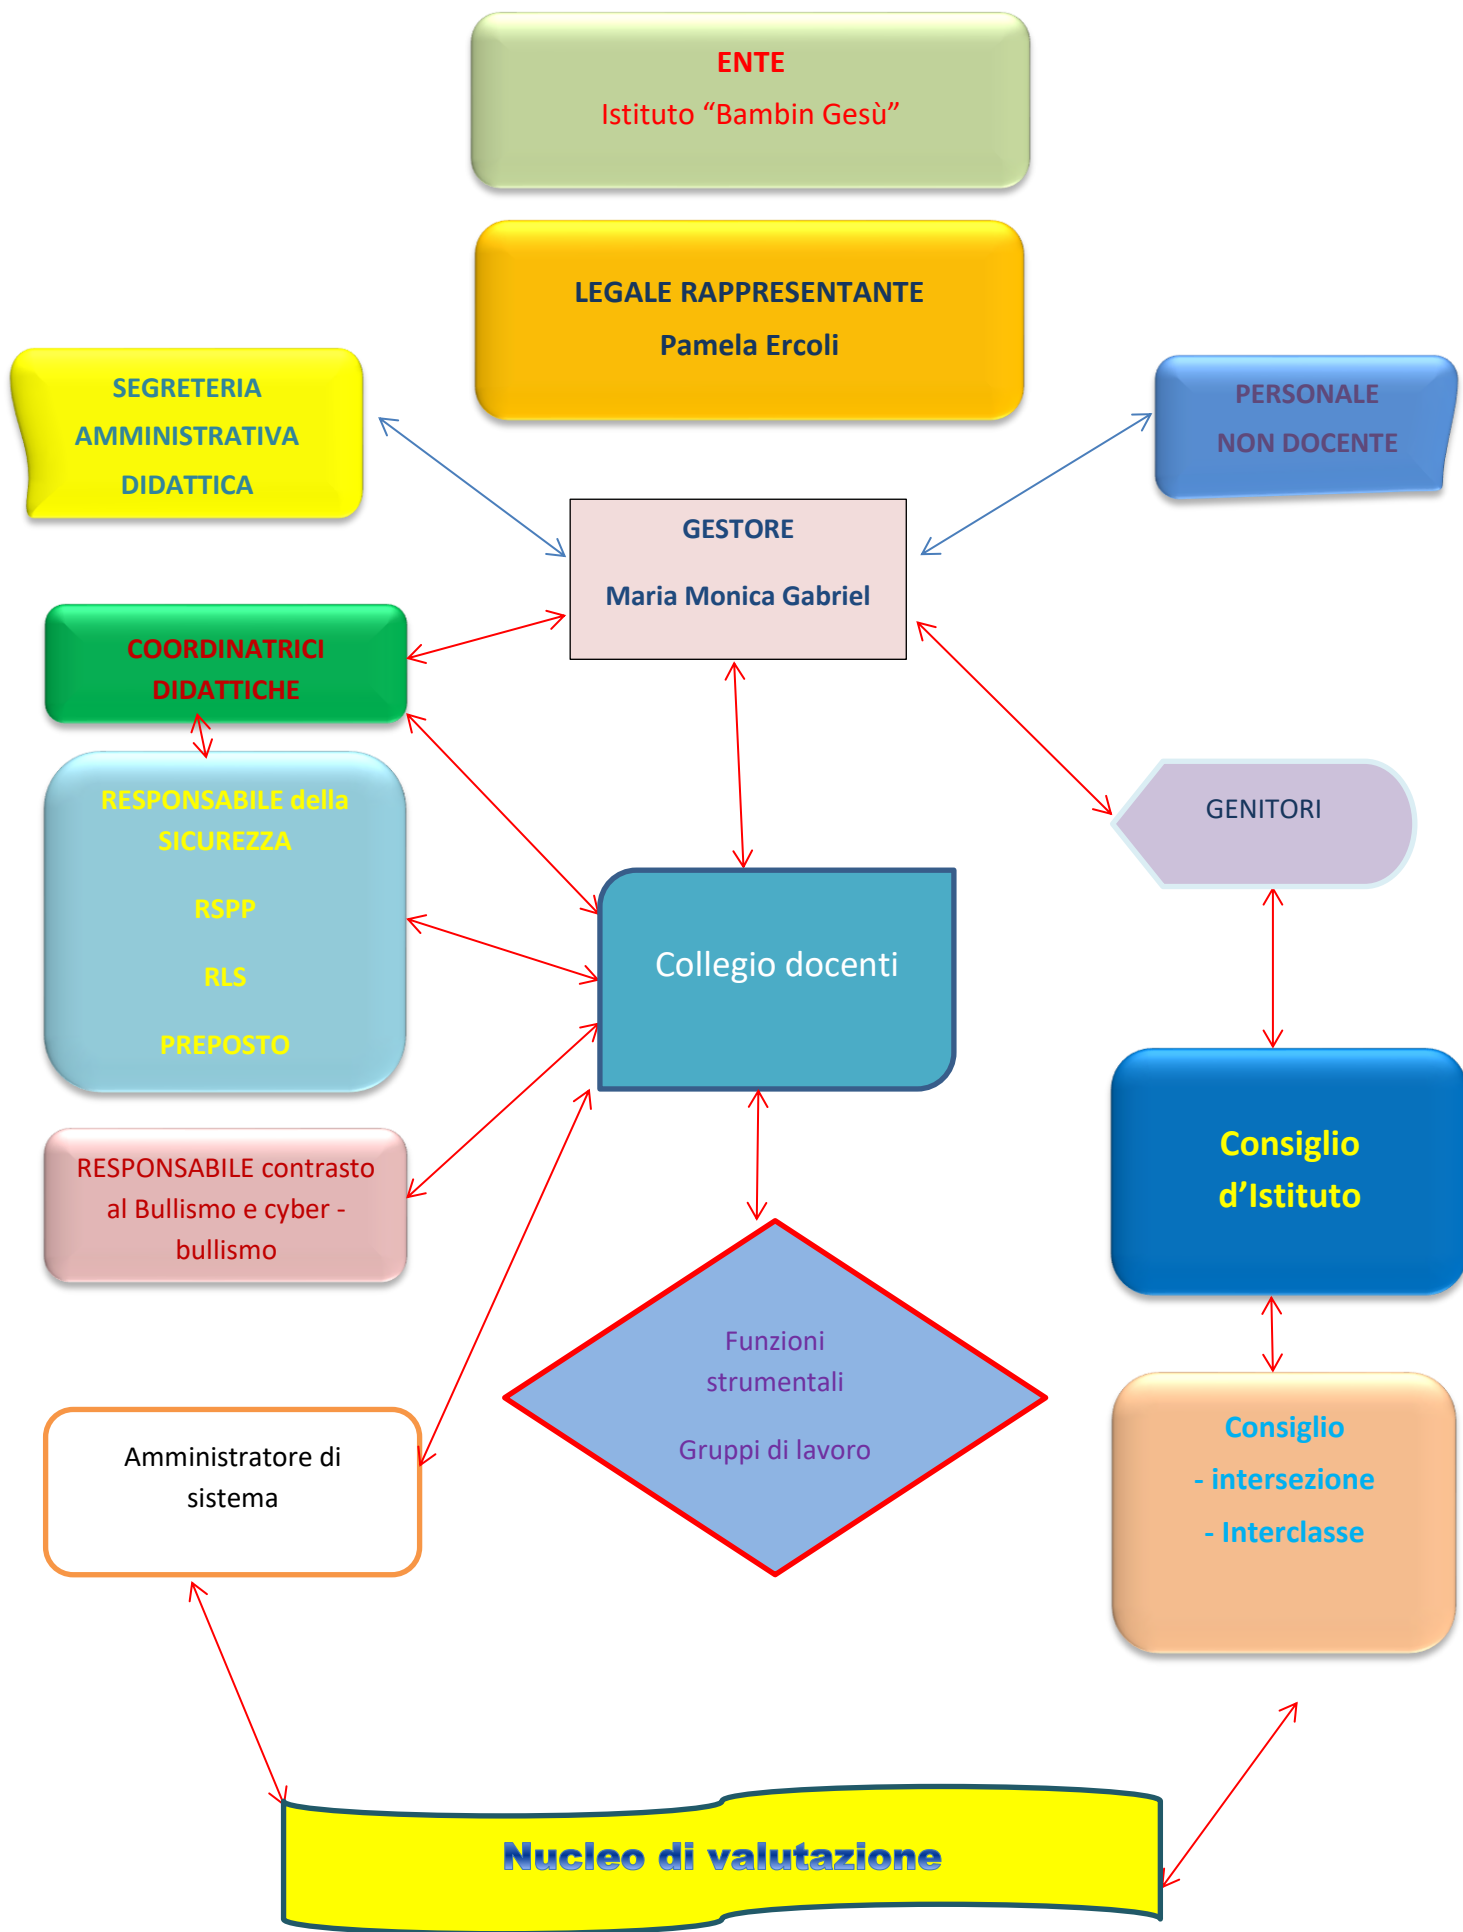 ENTE
Istituto “Bambin Gesù”
LEGALE RAPPRESENTANTE
Pamela Ercoli
SEGRETERIA
AMMINISTRATIVA
DIDATTICA
PERSONALE
NON DOCENTE
GESTORE
Maria Monica Gabriel
COORDINATRICI
DIDATTICHE
RESPONSABILE della
SICUREZZA
RSPP
RLS
PREPOSTO
GENITORI
Collegio docenti
Consiglio
d’Istituto
RESPONSABILE contrasto
al Bullismo e cyber -
bullismo
Funzioni
strumentali
Gruppi di lavoro
Amministratore di
sistema
Consiglio
- intersezione
- Interclasse
Nucleo di valutazione